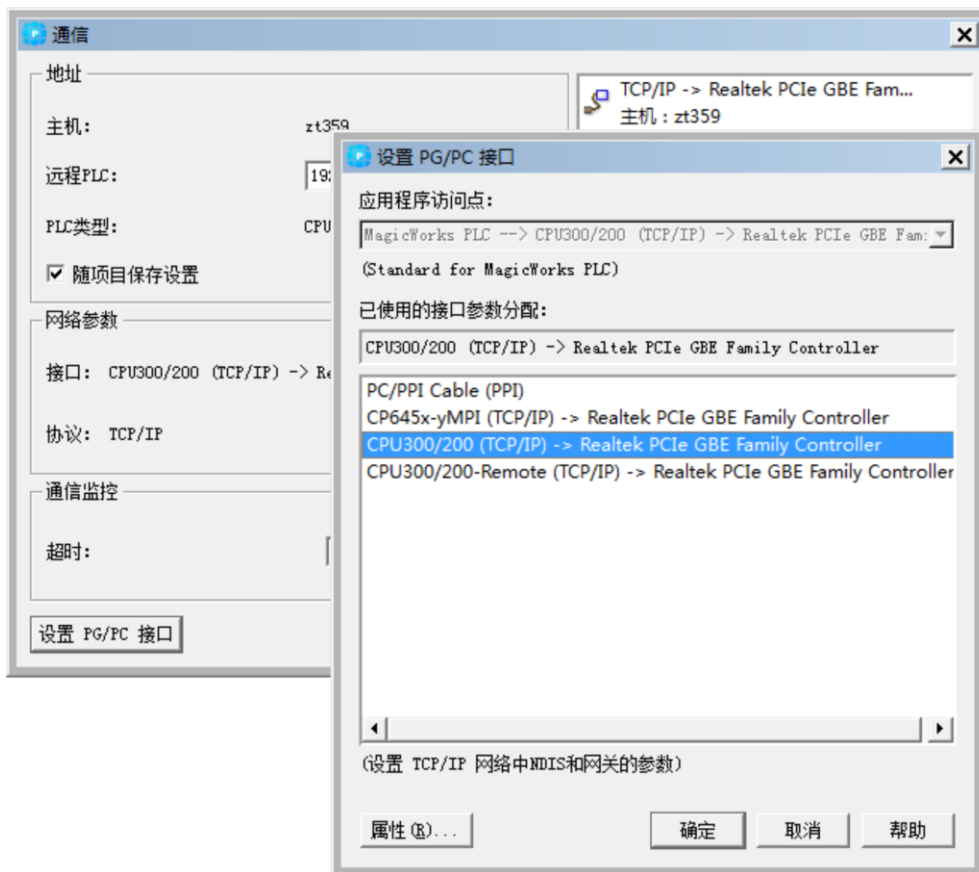 通信
地址
主机: zt359
远程PLC: 192
PLC类型: CPU
随项目保存设置
网络参数
接口: CPU300/200 (TCP/IP) -> Re
协议: TCP/IP
通信监控
超时:
设置 PG/PC 接口
TCP/IP -> Realtek PCIe GBE Fam...
主机 : zt359
设置 PG/PC 接口
应用程序访问点:
MagicWorks PLC --> CPU300/200 (TCP/IP) -> Realtek PCIe GBE Fam:
(Standard for MagicWorks PLC)
已使用的接口参数分配:
CPU300/200 (TCP/IP) -> Realtek PCIe GBE Family Controller
PC/PPI Cable (PPI)
CP645x-yMPI (TCP/IP) -> Realtek PCIe GBE Family Controller
CPU300/200 (TCP/IP) -> Realtek PCIe GBE Family Controller
CPU300/200-Remote (TCP/IP) -> Realtek PCIe GBE Family Controller
(设置 TCP/IP 网络中NDIS和网关的参数)
属性(R)...
确定
取消
帮助